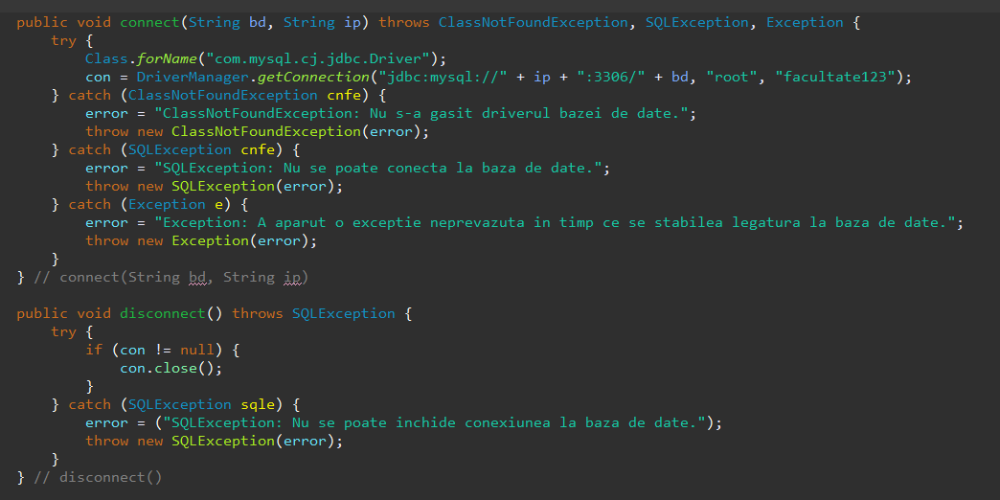 public void connect(String bd, String ip) throws ClassNotFoundException, SQLException, Exception {
    try {
        Class.forName("com.mysql.cj.jdbc.Driver");
        con = DriverManager.getConnection("jdbc:mysql://" + ip + ":3306/" + bd, "root", "facultate123");
    } catch (ClassNotFoundException cnfe) {
        error = "ClassNotFoundException: Nu s-a gasit driverul bazei de date.";
        throw new ClassNotFoundException(error);
    } catch (SQLException cnfe) {
        error = "SQLException: Nu se poate conecta la baza de date.";
        throw new SQLException(error);
    } catch (Exception e) {
        error = "Exception: A aparut o exceptie neprevazuta in timp ce se stabilea legatura la baza de date.";
        throw new Exception(error);
    }
} // connect(String bd, String ip)
public void disconnect() throws SQLException {
    try {
        if (con != null) {
            con.close();
        }
    } catch (SQLException sqle) {
        error = ("SQLException: Nu se poate inchide conexiunea la baza de date.");
        throw new SQLException(error);
    }
} // disconnect()